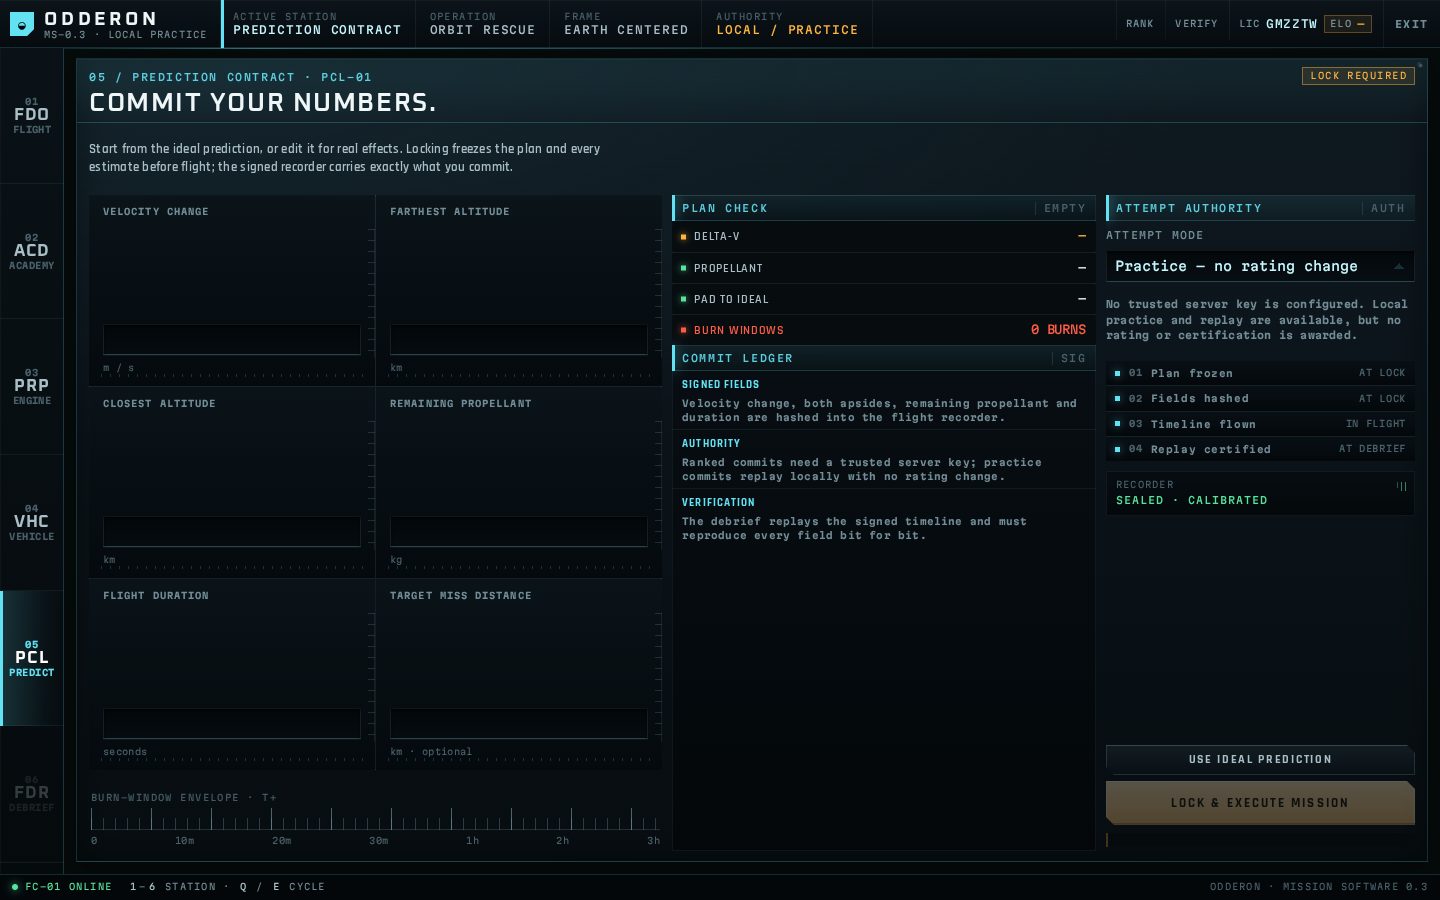 ODDERON
MS-0.3 · LOCAL PRACTICE
ACTIVE STATION
PREDICTION CONTRACT
OPERATION
ORBIT RESCUE
FRAME
EARTH CENTERED
AUTHORITY
LOCAL / PRACTICE
RANK
VERIFY
LIC GMZZTW ELO —
EXIT
01
FDO
FLIGHT
02
ACD
ACADEMY
03
PRP
ENGINE
04
VHC
VEHICLE
05
PCL
PREDICT
06
FDR
DEBRIEF
05 / PREDICTION CONTRACT · PCL-01
LOCK REQUIRED
COMMIT YOUR NUMBERS.
Start from the ideal prediction, or edit it for real effects. Locking freezes the plan and every
estimate before flight; the signed recorder carries exactly what you commit.
VELOCITY CHANGE
m / s
FARTHEST ALTITUDE
km
CLOSEST ALTITUDE
km
REMAINING PROPELLANT
kg
FLIGHT DURATION
seconds
TARGET MISS DISTANCE
km · optional
BURN-WINDOW ENVELOPE · T+
0 10m 20m 30m 1h 2h 3h
PLAN CHECK EMPTY
DELTA-V —
PROPELLANT —
PAD TO IDEAL —
BURN WINDOWS 0 BURNS
COMMIT LEDGER SIG
SIGNED FIELDS
Velocity change, both apsides, remaining propellant and
duration are hashed into the flight recorder.
AUTHORITY
Ranked commits need a trusted server key; practice
commits replay locally with no rating change.
VERIFICATION
The debrief replays the signed timeline and must
reproduce every field bit for bit.
ATTEMPT AUTHORITY AUTH
ATTEMPT MODE
Practice — no rating change
No trusted server key is configured. Local
practice and replay are available, but no
rating or certification is awarded.
01 Plan frozen AT LOCK
02 Fields hashed AT LOCK
03 Timeline flown IN FLIGHT
04 Replay certified AT DEBRIEF
RECORDER
SEALED · CALIBRATED
USE IDEAL PREDICTION
LOCK & EXECUTE MISSION
FC-01 ONLINE 1-6 STATION · Q / E CYCLE
ODDERON · MISSION SOFTWARE 0.3